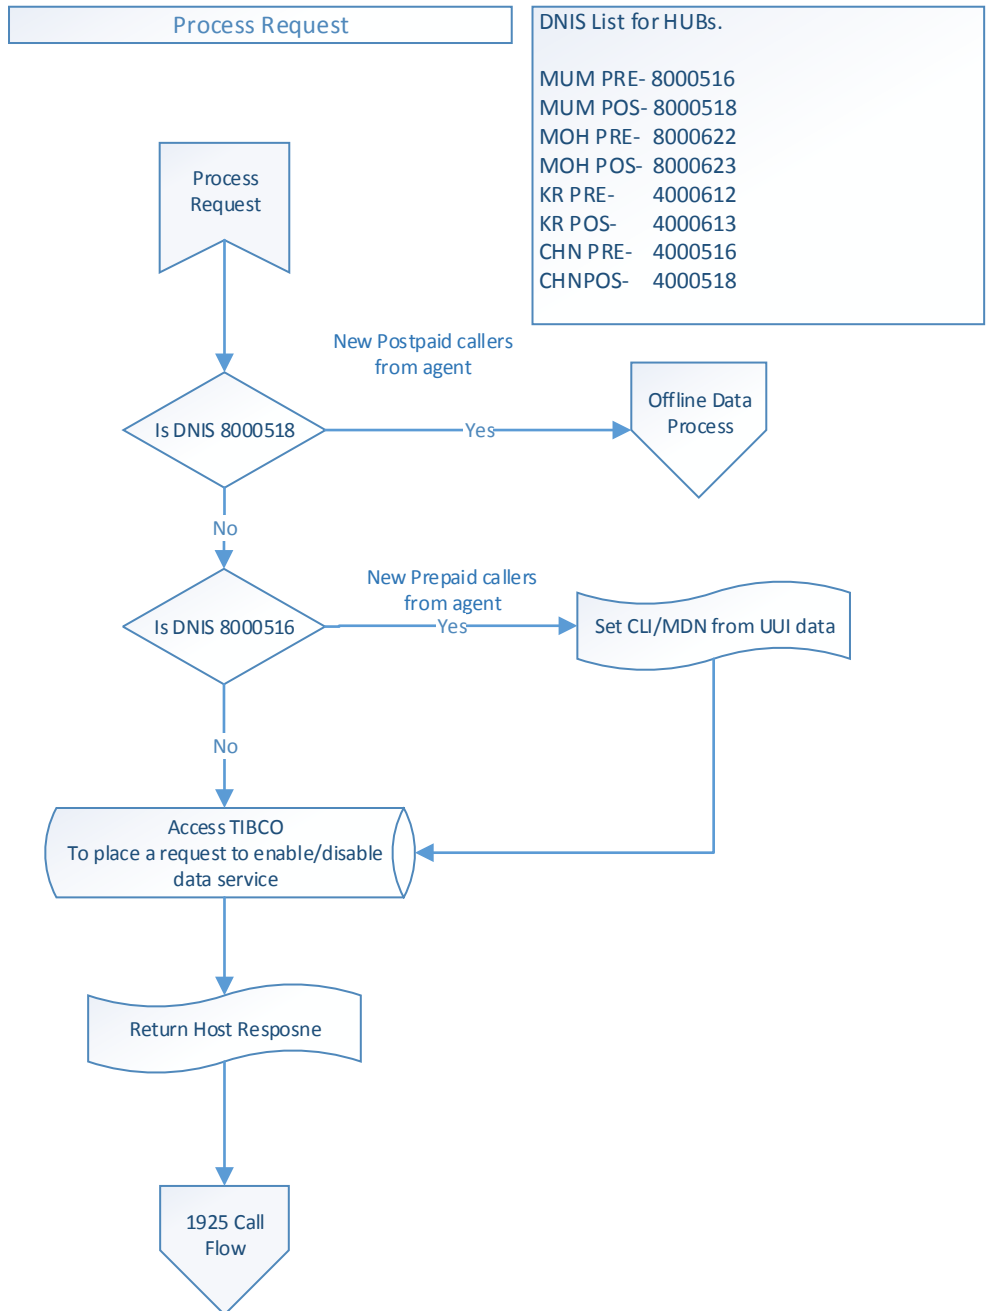 Process Request
DNIS List for HUBs.
MUM PRE- 8000516
MUM POS- 8000518
MOH PRE- 8000622
MOH POS- 8000623
KR PRE- 4000612
KR POS- 4000613
CHN PRE- 4000516
CHNPOS- 4000518
Process
Request
New Postpaid callers
from agent
Is DNIS 8000518
Yes
Offline Data
Process
No
New Prepaid callers
from agent
Is DNIS 8000516
Yes
Set CLI/MDN from UUI data
No
Access TIBCO
To place a request to enable/disable
data service
Return Host Resposne
1925 Call
Flow